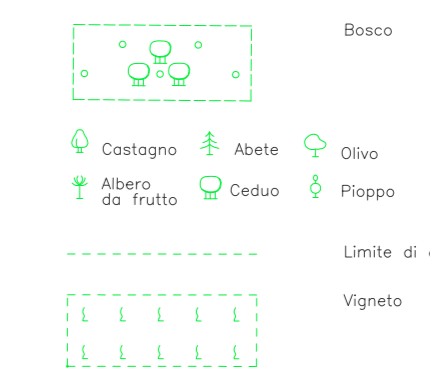 Bosco
Castagno
Abete
Olivo
Albero
da frutto
Ceduo
Pioppo
Limite di
Vigneto